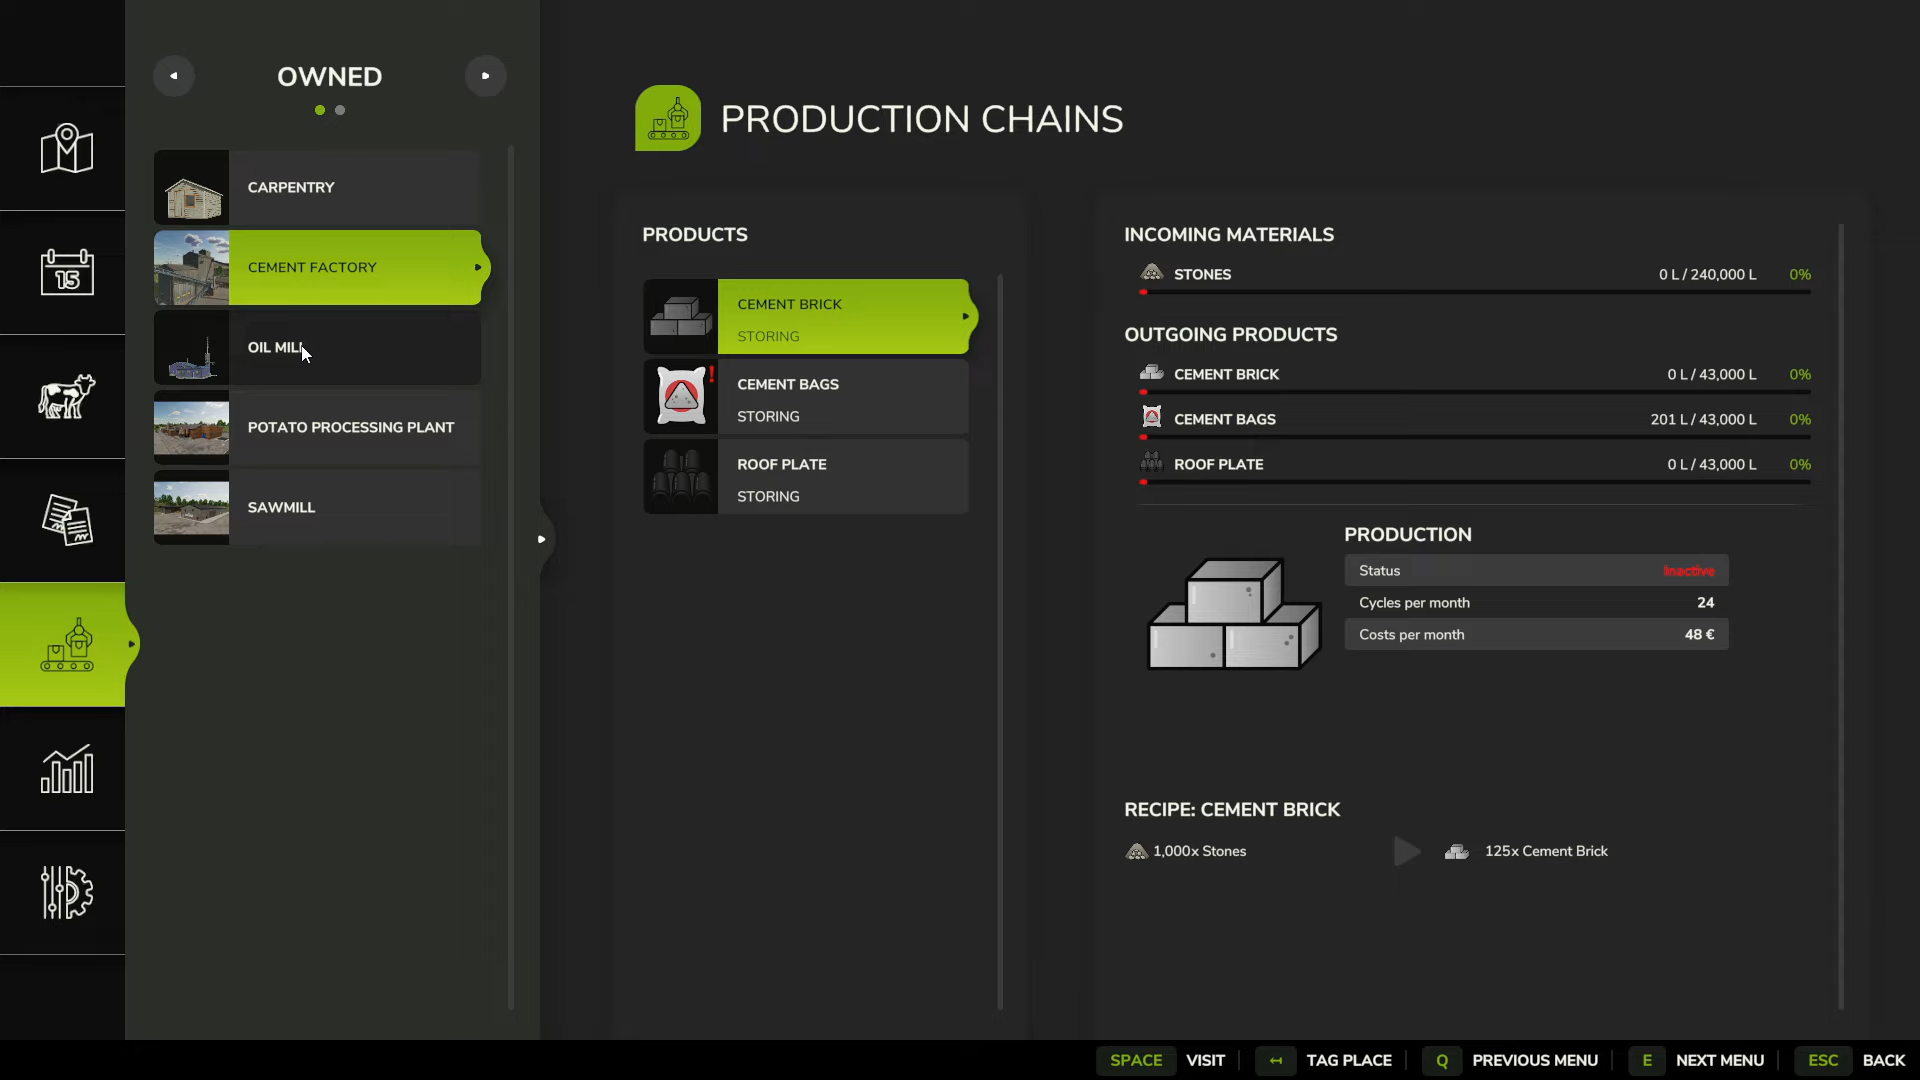 OWNED
CARPENTRY
CEMENT FACTORY
OIL MILL
POTATO PROCESSING PLANT
SAWMILL
15
PRODUCTION CHAINS
PRODUCTS
CEMENT BRICK
STORING
CEMENT BAGS
STORING
ROOF PLATE
STORING
INCOMING MATERIALS
STONES 0 L / 240,000 L 0%
OUTGOING PRODUCTS
CEMENT BRICK 0 L / 43,000 L 0%
CEMENT BAGS 201 L / 43,000 L 0%
ROOF PLATE 0 L / 43,000 L 0%
PRODUCTION
Status Inactive
Cycles per month 24
Costs per month 48 €
RECIPE: CEMENT BRICK
1,000x Stones 125x Cement Brick
SPACE VISIT TAG PLACE Q PREVIOUS MENU E NEXT MENU ESC BACK